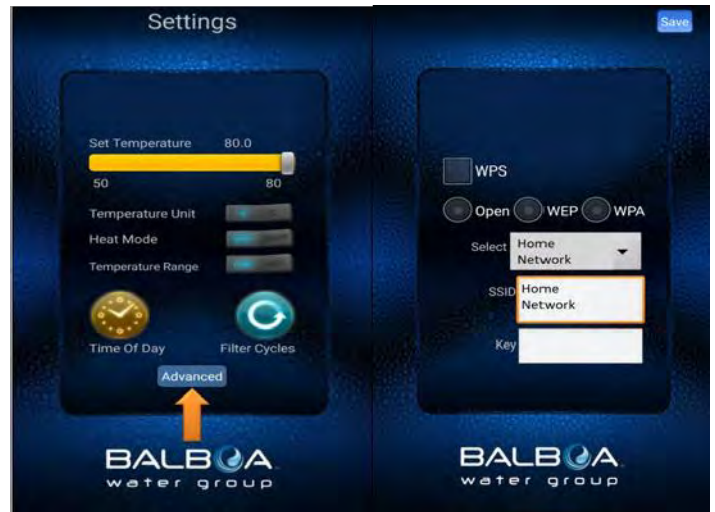 Settings
Set Temperature 80.0
50 80
Temperature Unit
Heat Mode
Temperature Range
Time Of Day Filter Cycles
Advanced
BALBOA
water group
Save
WPS
Open WEP WPA
Select Home
Network
SSID Home
Network
Key
BALBOA
water group